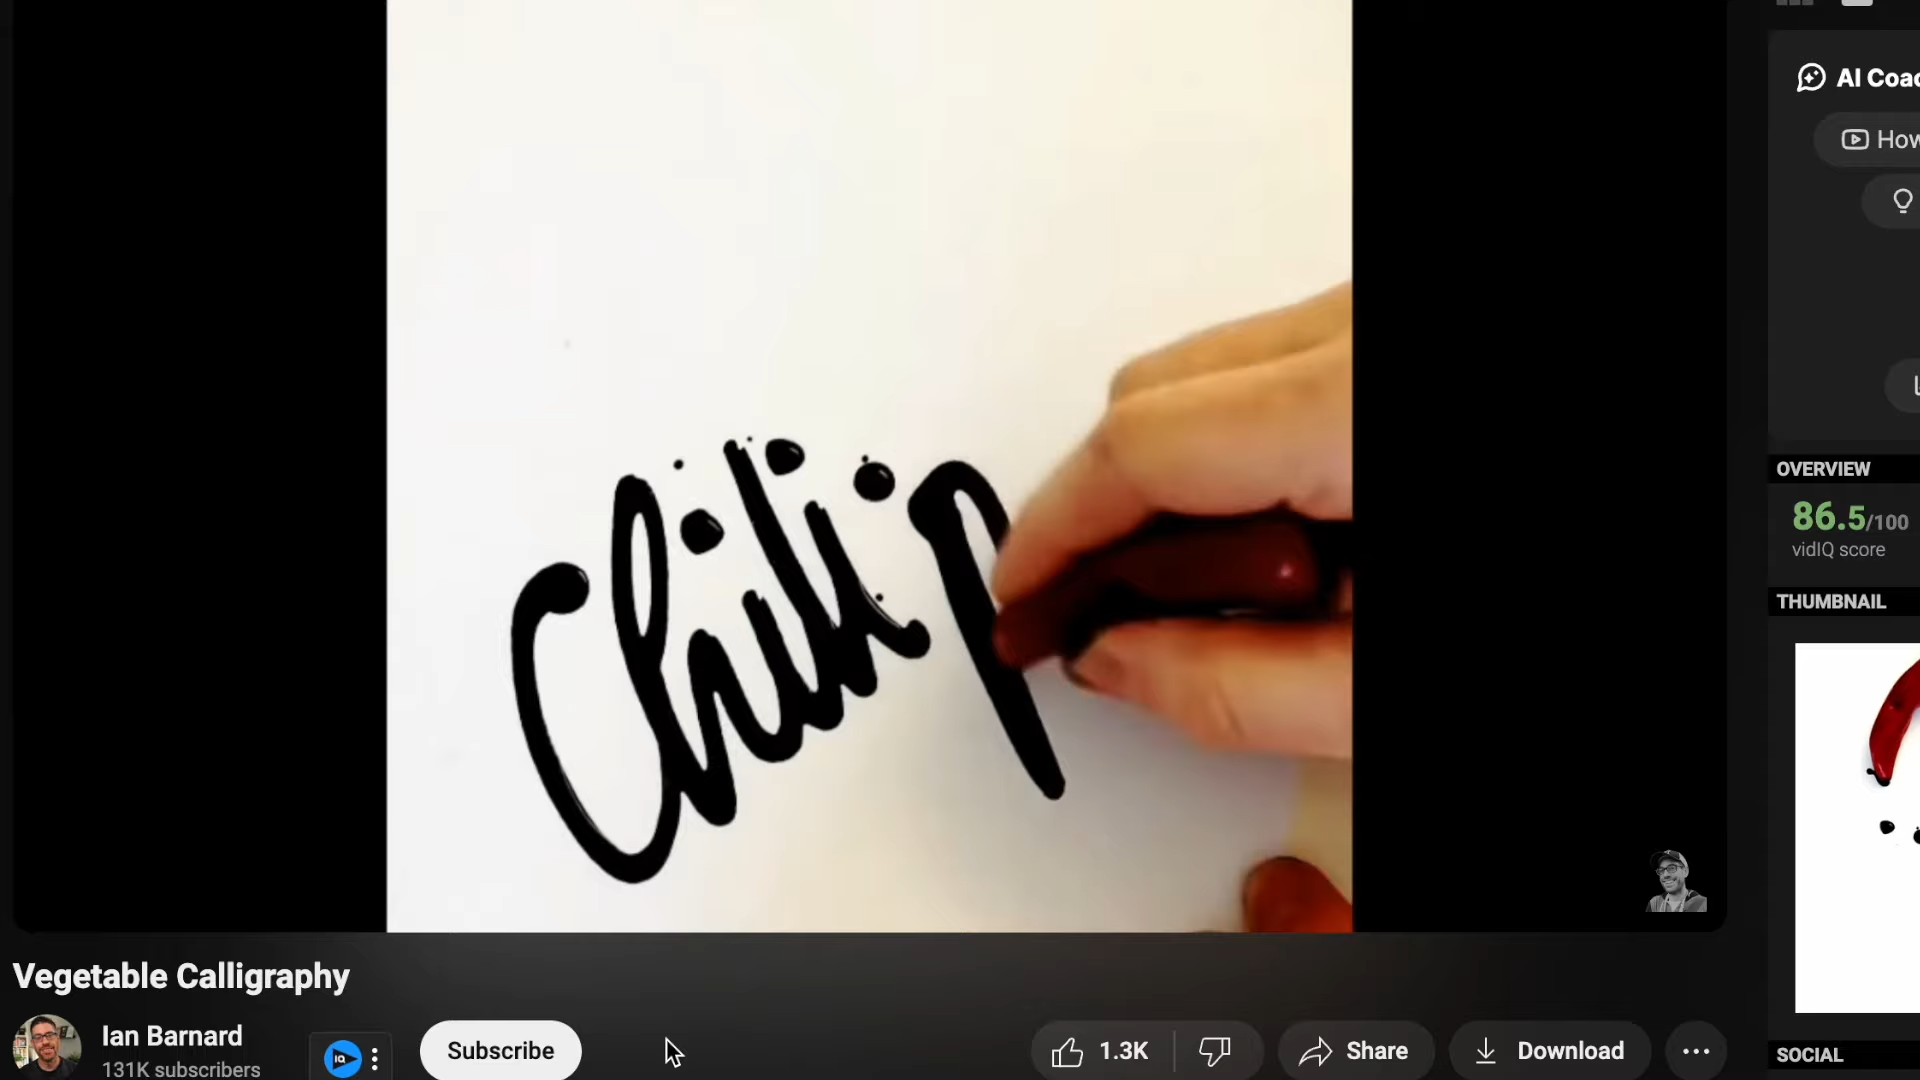 Chili p
AI Coac
How
OVERVIEW
86.5/100
vidIQ score
THUMBNAIL
Vegetable Calligraphy
Ian Barnard
131K subscribers
IQ
Subscribe
1.3K
Share
Download
SOCIAL